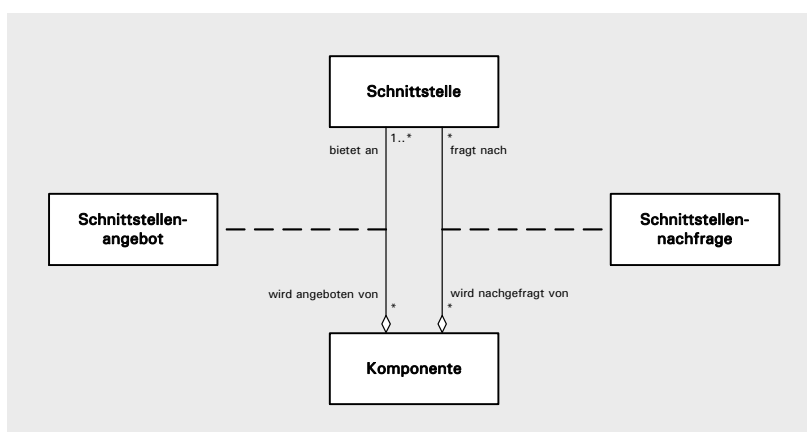 Schnittstelle
1..*
*
bietet an
fragt nach
Schnittstellen-
angebot
Schnittstellen-
nachfrage
wird angeboten von
wird nachgefragt von
*
*
Komponente